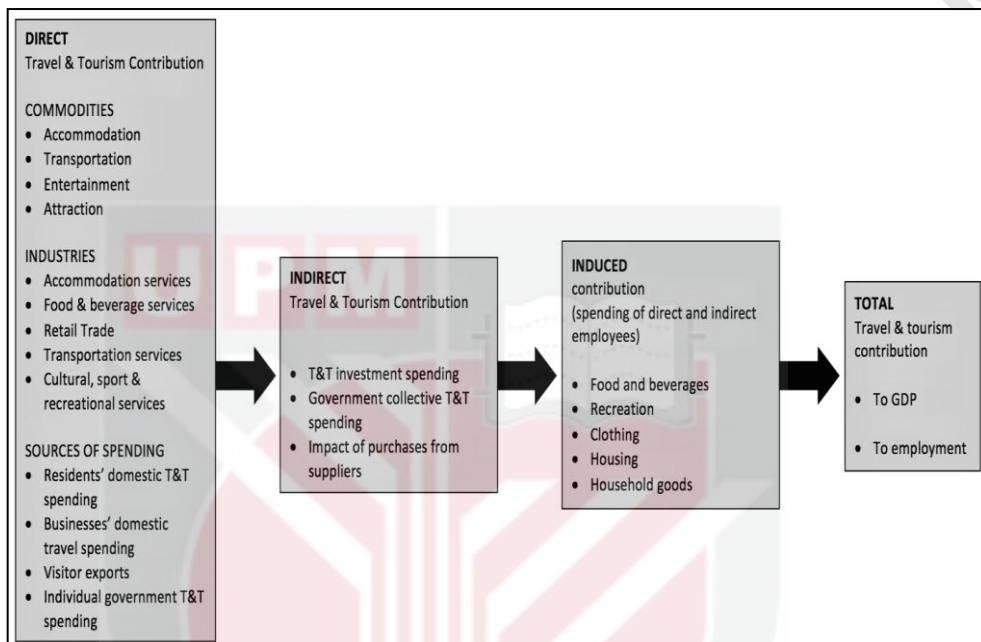 DIRECT
Travel & Tourism Contribution
COMMODITIES
• Accommodation
• Transportation
• Entertainment
• Attraction
INDUSTRIES
• Accommodation services
• Food & beverage services
• Retail Trade
• Transportation services
• Cultural, sport &
recreational services
SOURCES OF SPENDING
• Residents’ domestic T&T
spending
• Businesses’ domestic
travel spending
• Visitor exports
• Individual government T&T
spending
UPM
INDIRECT
Travel & Tourism Contribution
• T&T investment spending
• Government collective T&T
spending
• Impact of purchases from
suppliers
INDUCED
contribution
(spending of direct and indirect
employees)
• Food and beverages
• Recreation
• Clothing
• Housing
• Household goods
TOTAL
Travel & tourism
contribution
• To GDP
• To employment